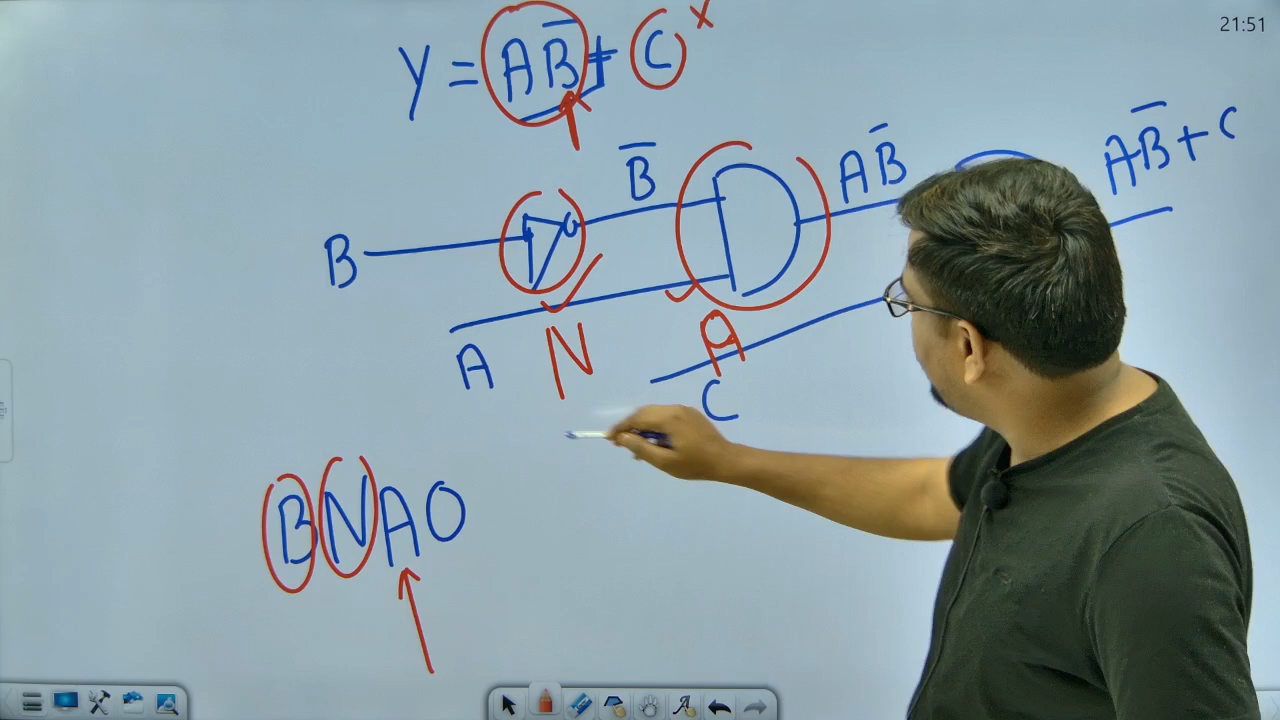 21:51
Y = AB̅ + C x
B
B̅
AB̅
AB̅ + C
A
N
A
C
BNAO